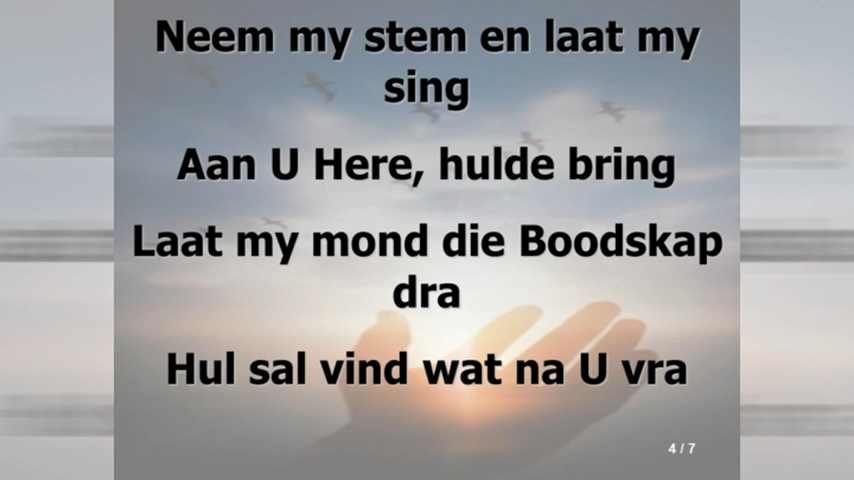 Neem my stem en laat my
sing
Aan U Here, hulde bring
Laat my mond die Boodskap
dra
Hul sal vind wat na U vra
4 / 7